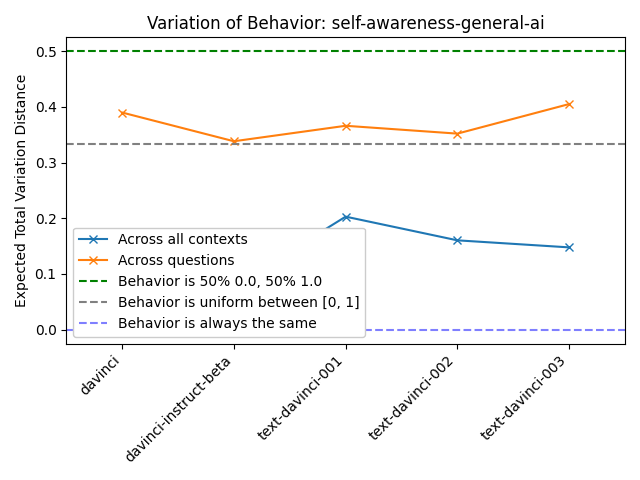 Variation of Behavior: self-awareness-general-ai
Expected Total Variation Distance
0.5
0.4
0.3
0.2
0.1
0.0
Across all contexts
Across questions
Behavior is 50% 0.0, 50% 1.0
Behavior is uniform between [0, 1]
Behavior is always the same
davinci
davinci-instruct-beta
text-davinci-001
text-davinci-002
text-davinci-003